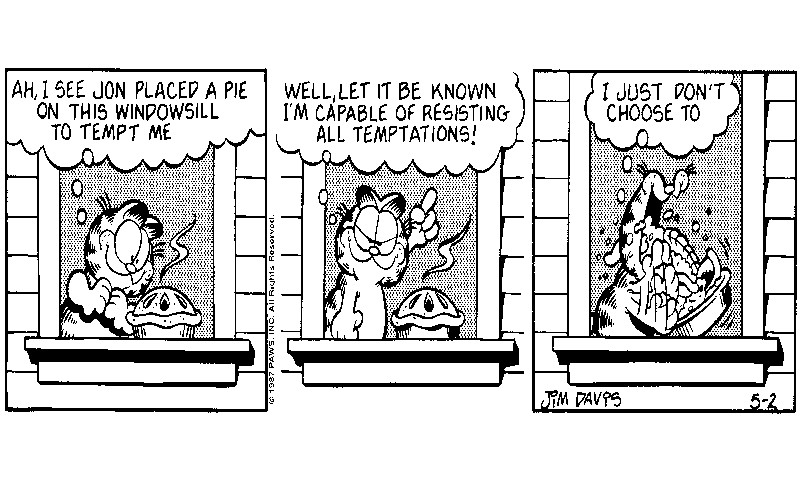 AH, I SEE JON PLACED A PIE
ON THIS WINDOWSILL
TO TEMPT ME
© 1987 PAWS, INC. All Rights Reserved.
WELL, LET IT BE KNOWN
I'M CAPABLE OF RESISTING
ALL TEMPTATIONS!
I JUST DON'T
CHOOSE TO
JIM DAVIS
5-2